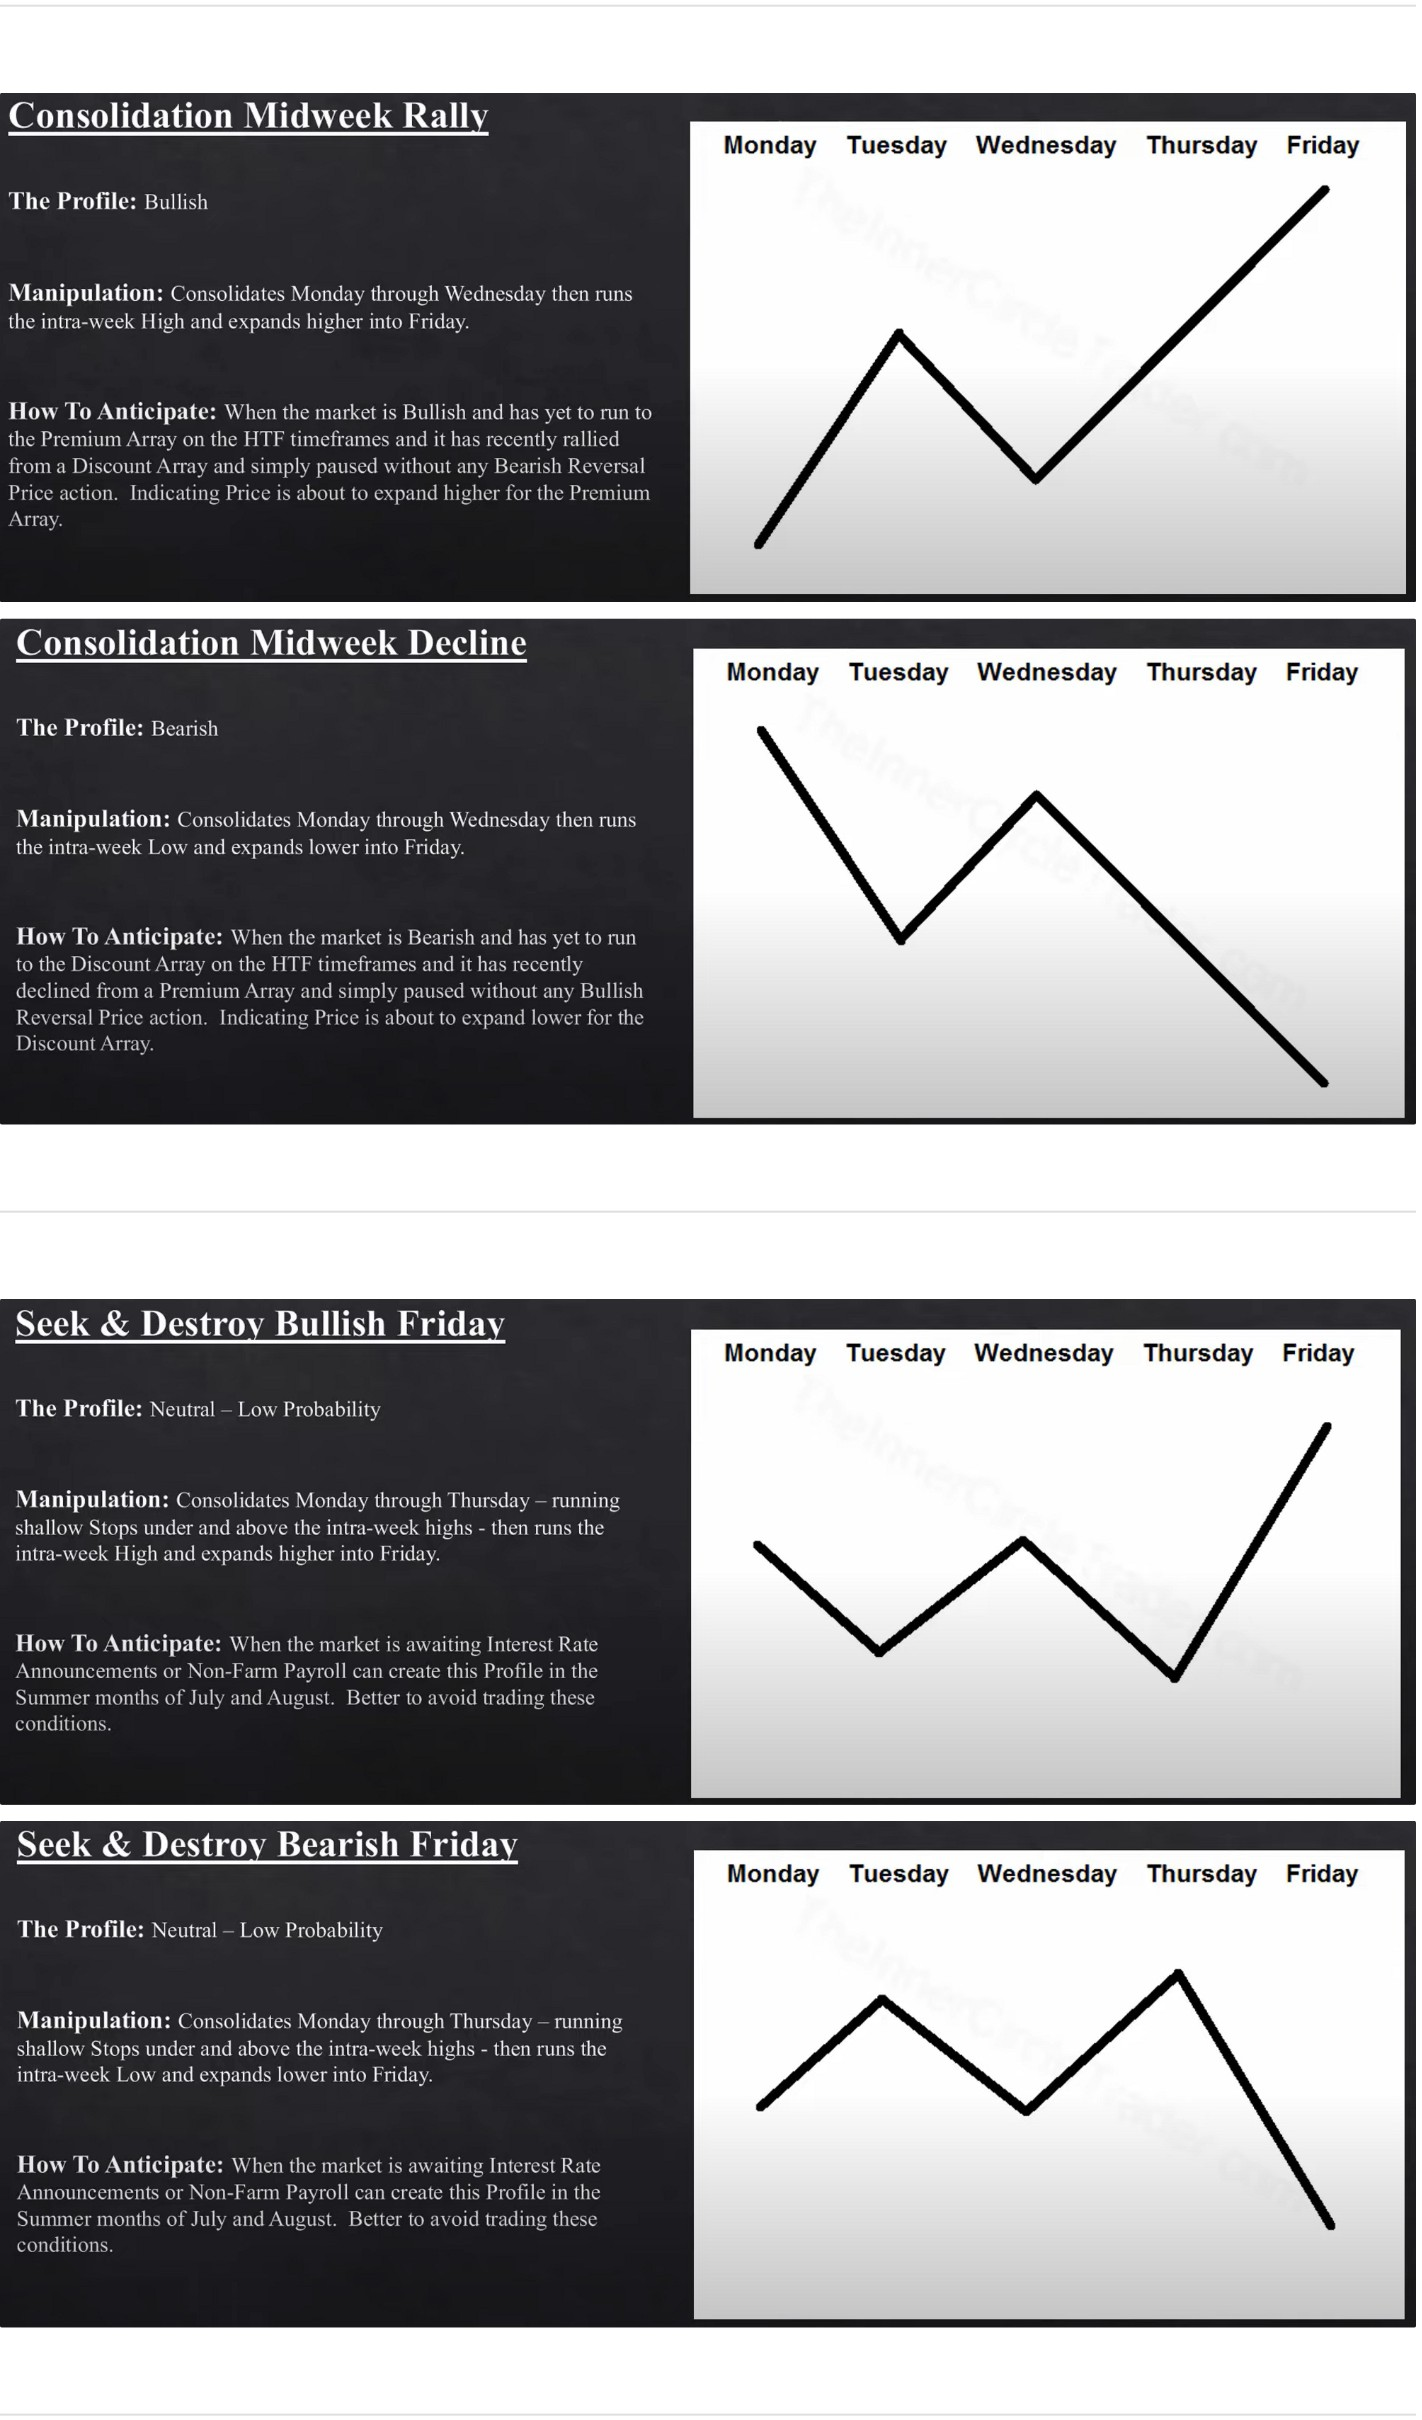 Consolidation Midweek Rally
The Profile: Bullish
Manipulation: Consolidates Monday through Wednesday then runs
the intra-week High and expands higher into Friday.
How To Anticipate: When the market is Bullish and has yet to run to
the Premium Array on the HTF timeframes and it has recently rallied
from a Discount Array and simply paused without any Bearish Reversal
Price action.  Indicating Price is about to expand higher for the Premium
Array.
Monday Tuesday Wednesday Thursday Friday
TheInnerCircleTrader.com
Consolidation Midweek Decline
The Profile: Bearish
Manipulation: Consolidates Monday through Wednesday then runs
the intra-week Low and expands lower into Friday.
How To Anticipate: When the market is Bearish and has yet to run
to the Discount Array on the HTF timeframes and it has recently
declined from a Premium Array and simply paused without any Bullish
Reversal Price action.  Indicating Price is about to expand lower for the
Discount Array.
Monday Tuesday Wednesday Thursday Friday
TheInnerCircleTrader.com
Seek & Destroy Bullish Friday
The Profile: Neutral – Low Probability
Manipulation: Consolidates Monday through Thursday – running
shallow Stops under and above the intra-week highs - then runs the
intra-week High and expands higher into Friday.
How To Anticipate: When the market is awaiting Interest Rate
Announcements or Non-Farm Payroll can create this Profile in the
Summer months of July and August.  Better to avoid trading these
conditions.
Monday Tuesday Wednesday Thursday Friday
TheInnerCircleTrader.com
Seek & Destroy Bearish Friday
The Profile: Neutral – Low Probability
Manipulation: Consolidates Monday through Thursday – running
shallow Stops under and above the intra-week highs - then runs the
intra-week Low and expands lower into Friday.
How To Anticipate: When the market is awaiting Interest Rate
Announcements or Non-Farm Payroll can create this Profile in the
Summer months of July and August.  Better to avoid trading these
conditions.
Monday Tuesday Wednesday Thursday Friday
TheInnerCircleTrader.com